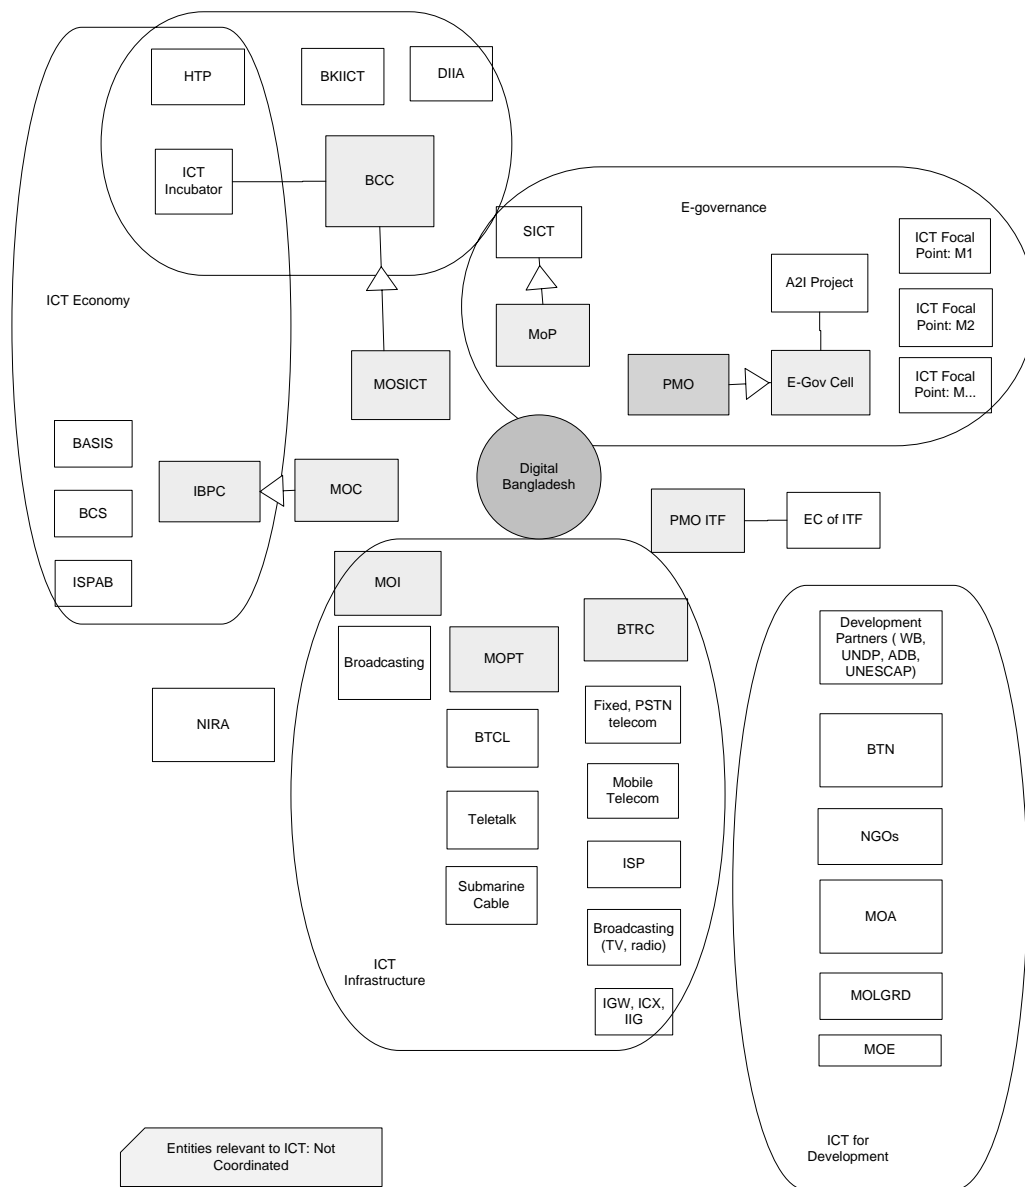 HTP
BKIICT
DIIA
ICT
Incubator
BCC
E-governance
SICT
ICT Focal
Point: M1
A2I Project
ICT Economy
ICT Focal
Point: M2
MoP
MOSICT
PMO
E-Gov Cell
ICT Focal
Point: M...
BASIS
Digital
Bangladesh
IBPC
MOC
BCS
PMO ITF
EC of ITF
ISPAB
MOI
BTRC
Development
Partners ( WB,
UNDP, ADB,
UNESCAP)
Broadcasting
MOPT
NIRA
Fixed, PSTN
telecom
BTCL
BTN
Mobile
Telecom
Teletalk
NGOs
ISP
Submarine
Cable
MOA
Broadcasting
(TV, radio)
ICT
Infrastructure
MOLGRD
IGW, ICX,
IIG
MOE
Entities relevant to ICT: Not
Coordinated
ICT for
Development